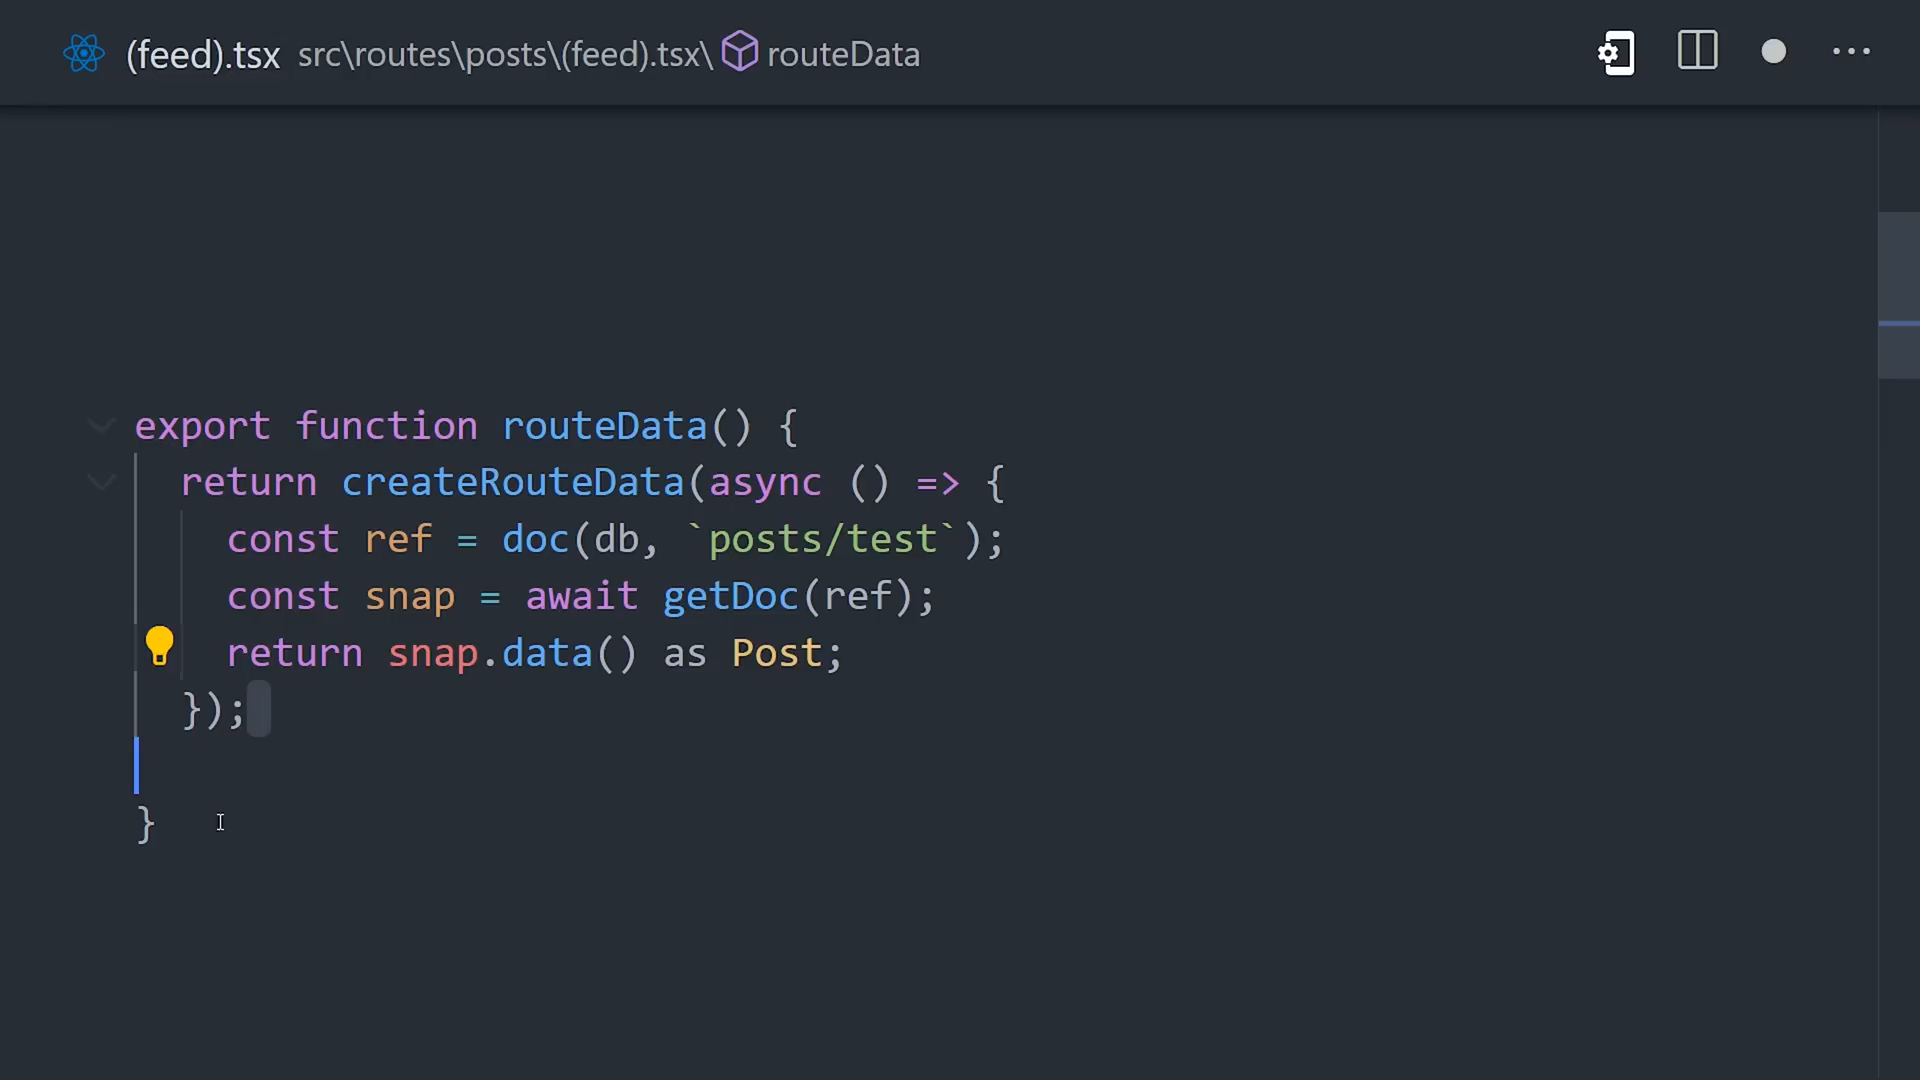 (feed).tsx src\routes\posts\(feed).tsx\ routeData
export function routeData() {
return createRouteData(async () => {
const ref = doc(db, `posts/test`);
const snap = await getDoc(ref);
return snap.data() as Post;
});
}